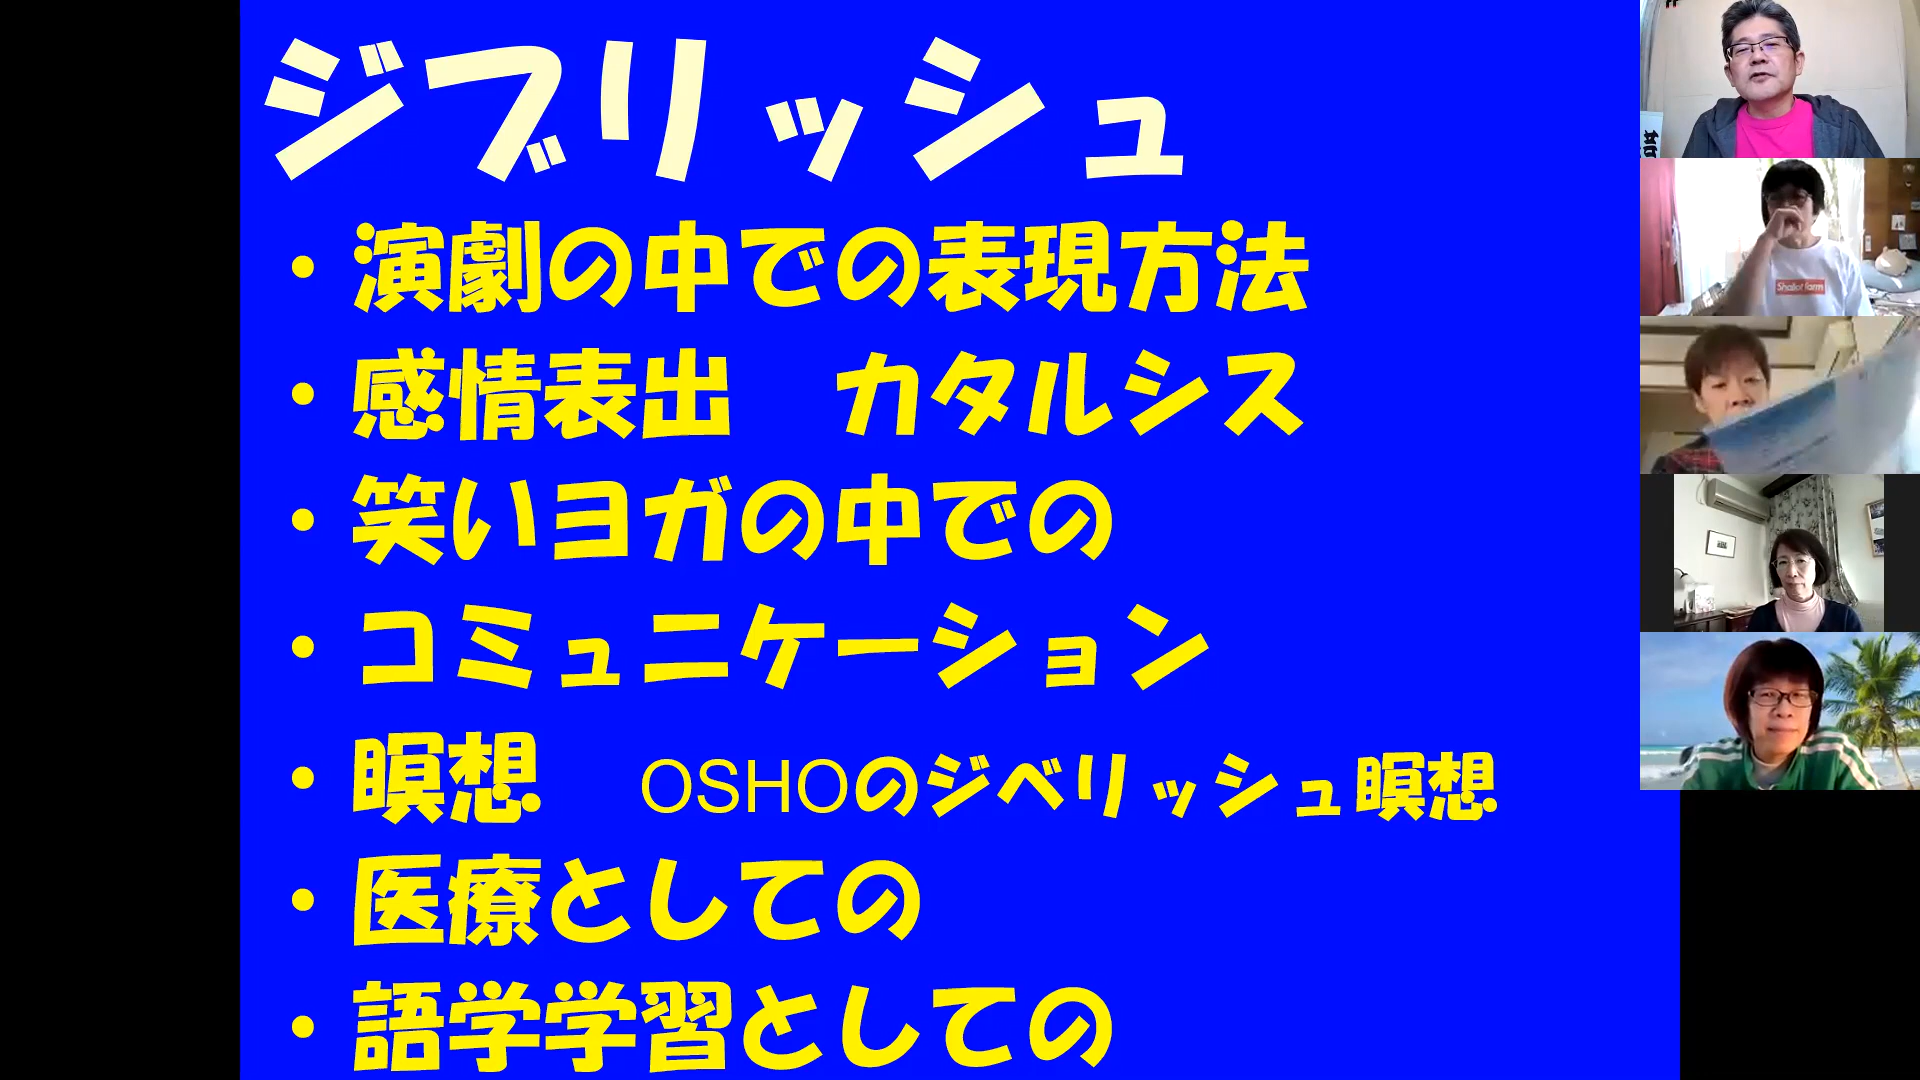 ジブリッシュ
・演劇の中での表現方法
・感情表出　カタルシス
・笑いヨガの中での
・コミュニケーション
・瞑想　OSHOのジベリッシュ瞑想
・医療としての
・語学学習としての
Shallot farm